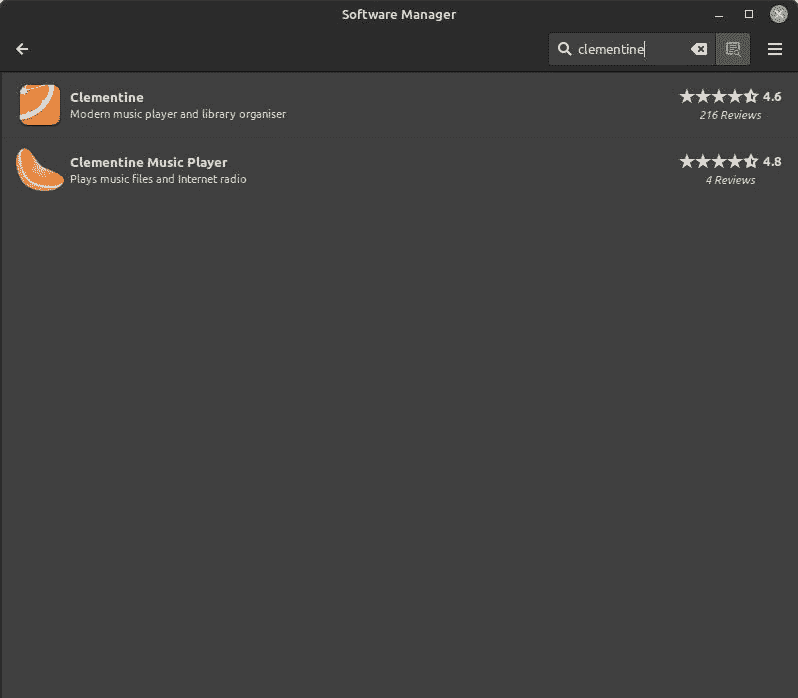 Software Manager
clementine
Clementine
Modern music player and library organiser
4.6
216 Reviews
Clementine Music Player
Plays music files and Internet radio
4.8
4 Reviews